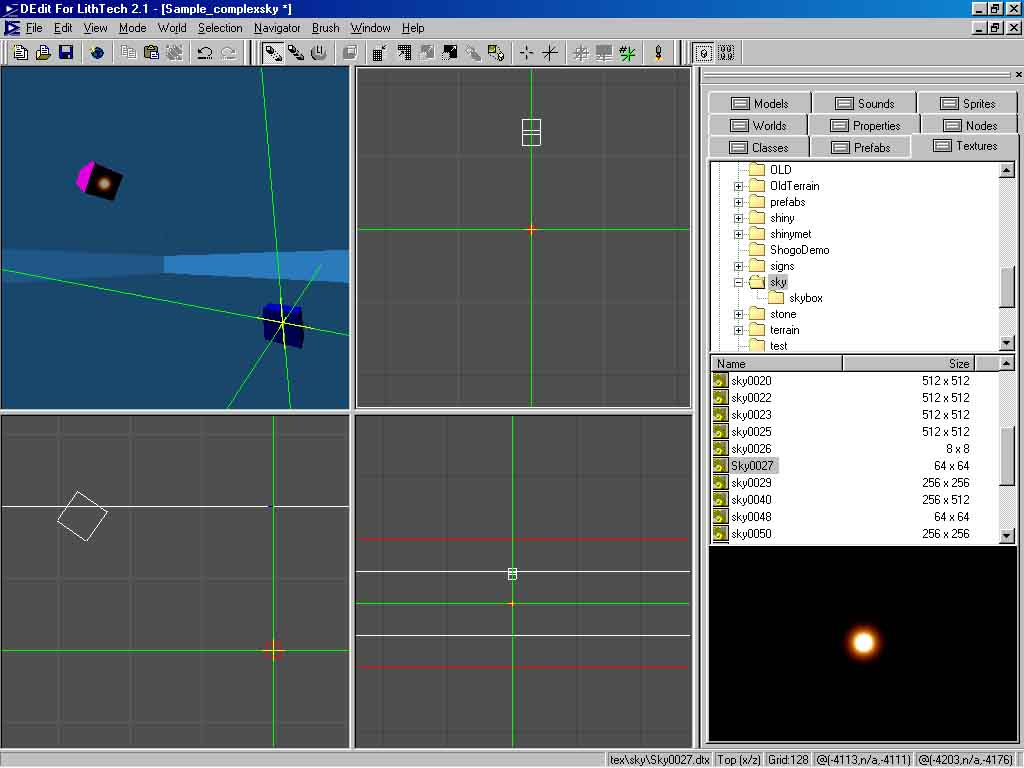 DEdit For LithTech 2.1 - [Sample_complexsky *]
File Edit View Mode World Selection Navigator Brush Window Help
Models Sounds Sprites
Worlds Properties Nodes
Classes Prefabs Textures
OLD
OldTerrain
prefabs
shiny
shinymet
ShogoDemo
signs
sky
skybox
stone
terrain
test
Name Size
sky0020 512 x 512
sky0022 512 x 512
sky0023 512 x 512
sky0025 512 x 512
sky0026 8 x 8
Sky0027 64 x 64
sky0029 256 x 256
sky0040 256 x 512
sky0048 64 x 64
sky0050 256 x 256
tex\sky\Sky0027.dtx Top (x/z) Grid:128 @(-4113,n/a,-4111) @(-4203,n/a,-4176)